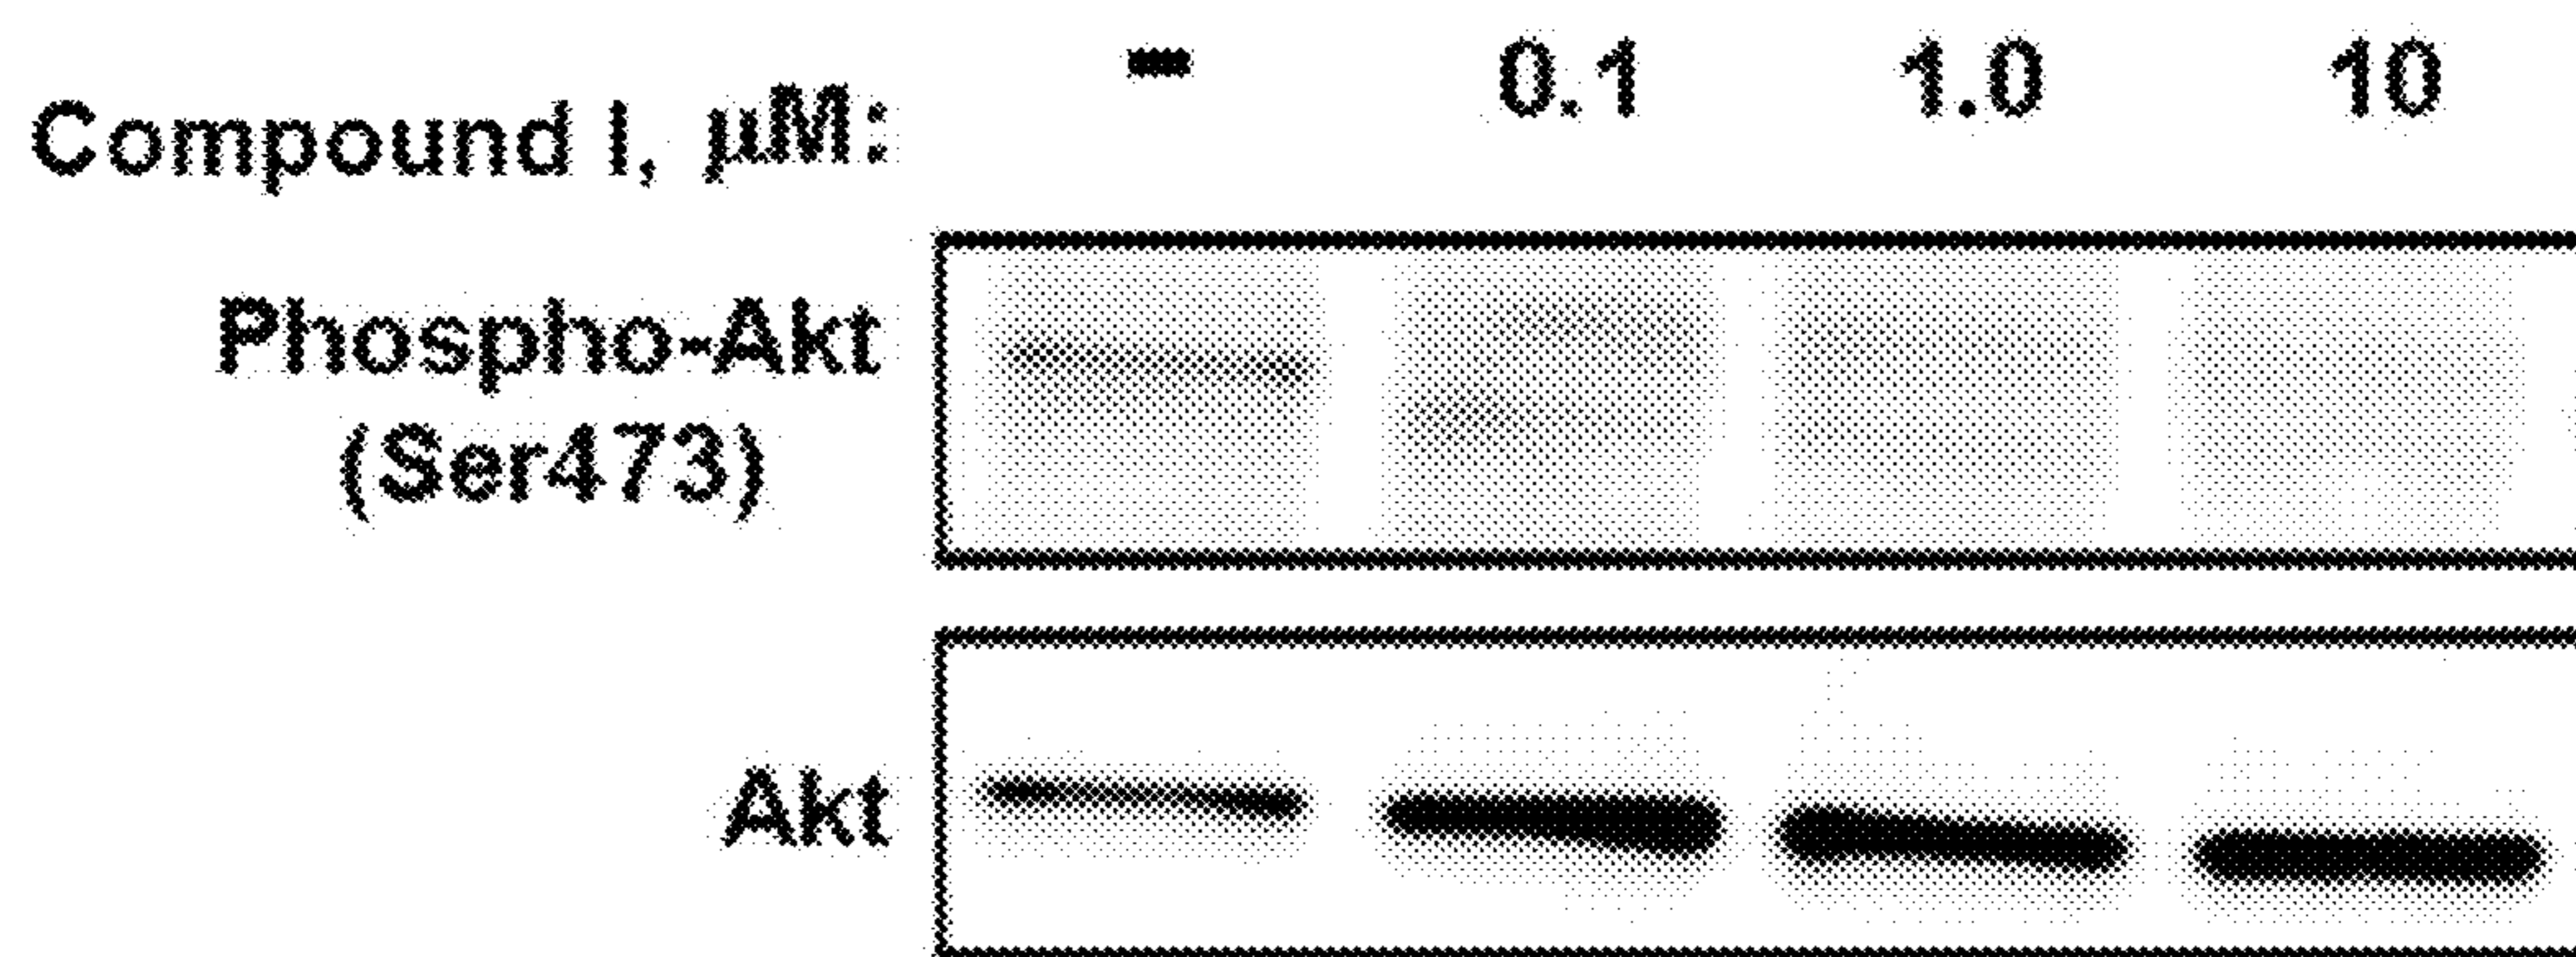 Compound I, µM: - 0.1 1.0 10
Phospho-Akt
(Ser473)
Akt